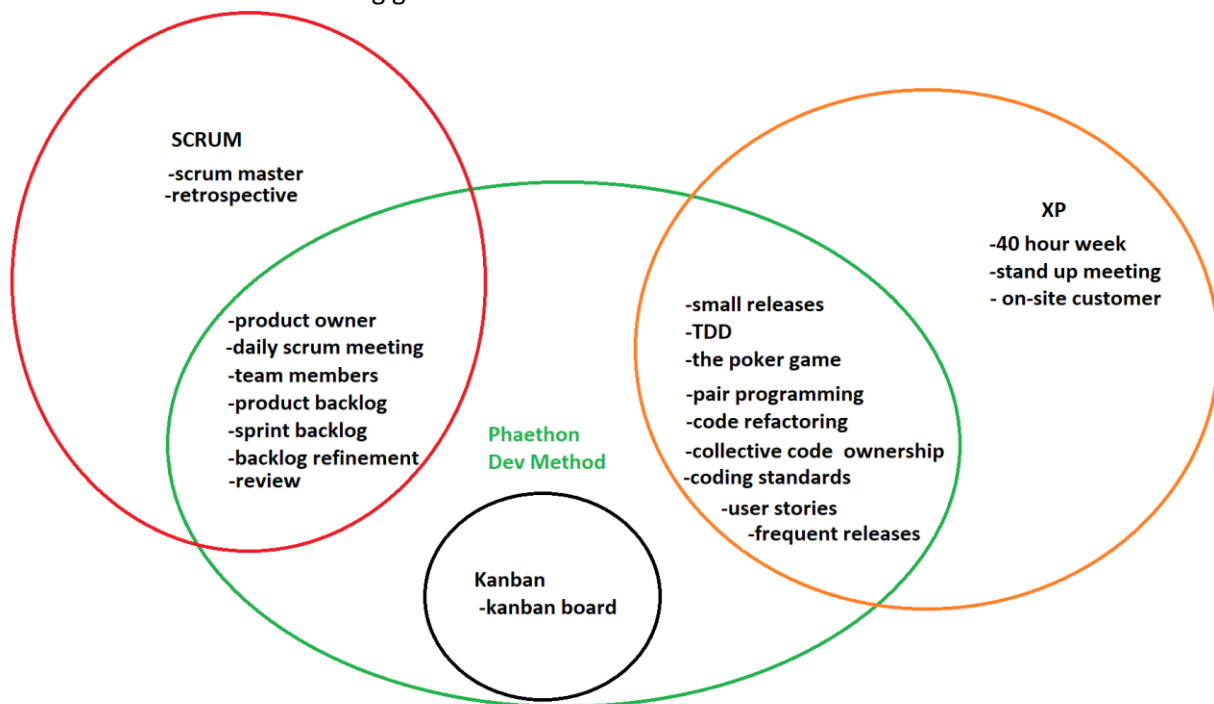 SCRUM
-scrum master
-retrospective
-product owner
-daily scrum meeting
-team members
-product backlog
-sprint backlog
-backlog refinement
-review
Phaethon
Dev Method
Kanban
-kanban board
-small releases
-TDD
-the poker game
-pair programming
-code refactoring
-collective code ownership
-coding standards
-user stories
-frequent releases
XP
-40 hour week
-stand up meeting
- on-site customer